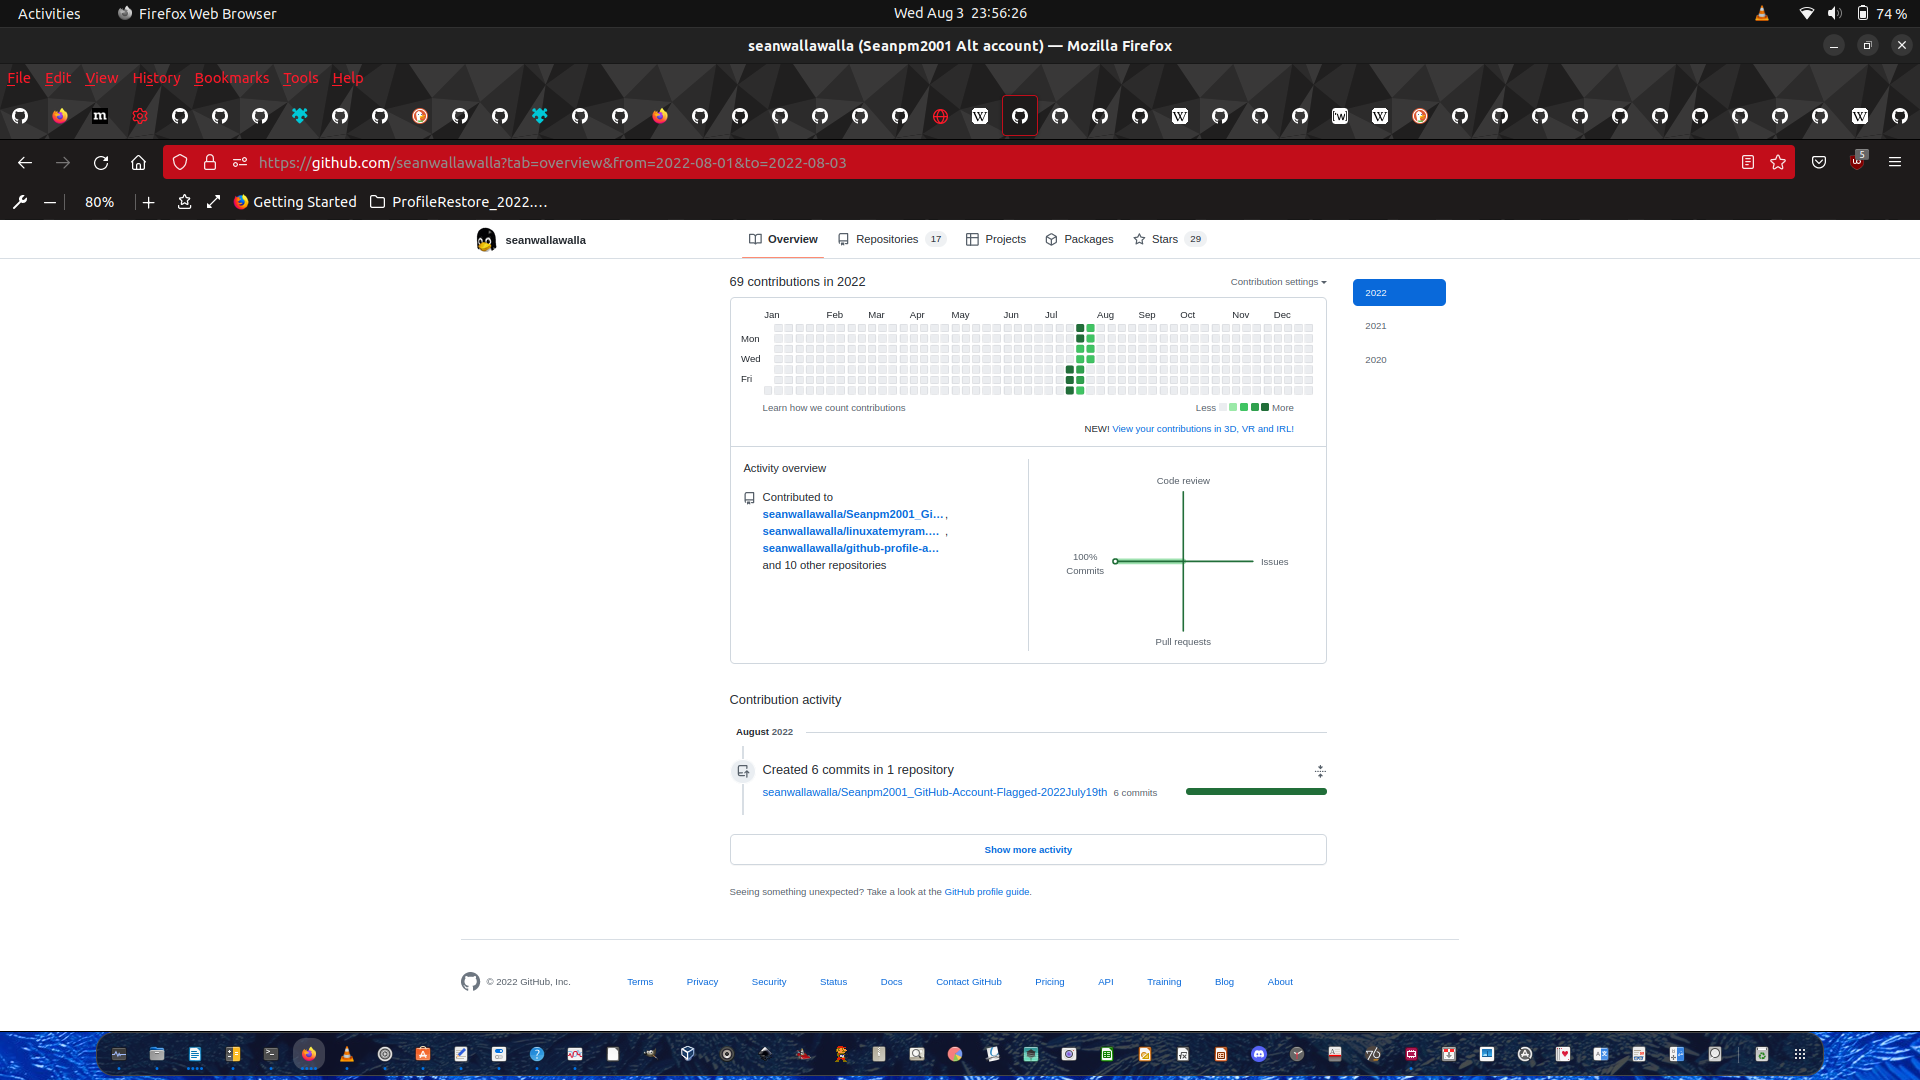 Activities
Firefox Web Browser
Wed Aug 3 23:56:26
74 %
seanwallawalla (Seanpm2001 Alt account) — Mozilla Firefox
File Edit View History Bookmarks Tools Help
https://github.com/seanwallawalla?tab=overview&from=2022-08-01&to=2022-08-03
5
80%
Getting Started
ProfileRestore_2022....
seanwallawalla
Overview
Repositories 17
Projects
Packages
Stars 29
69 contributions in 2022
Contribution settings
2022
2021
2020
Jan Feb Mar Apr May Jun Jul Aug Sep Oct Nov Dec
Mon
Wed
Fri
Learn how we count contributions
Less More
NEW! View your contributions in 3D, VR and IRL!
Activity overview
Contributed to
seanwallawalla/Seanpm2001_Gi… ,
seanwallawalla/linuxatemyram.… ,
seanwallawalla/github-profile-a…
and 10 other repositories
Code review
100%
Commits
Issues
Pull requests
Contribution activity
August 2022
Created 6 commits in 1 repository
seanwallawalla/Seanpm2001_GitHub-Account-Flagged-2022July19th 6 commits
Show more activity
Seeing something unexpected? Take a look at the GitHub profile guide.
© 2022 GitHub, Inc.
Terms
Privacy
Security
Status
Docs
Contact GitHub
Pricing
API
Training
Blog
About